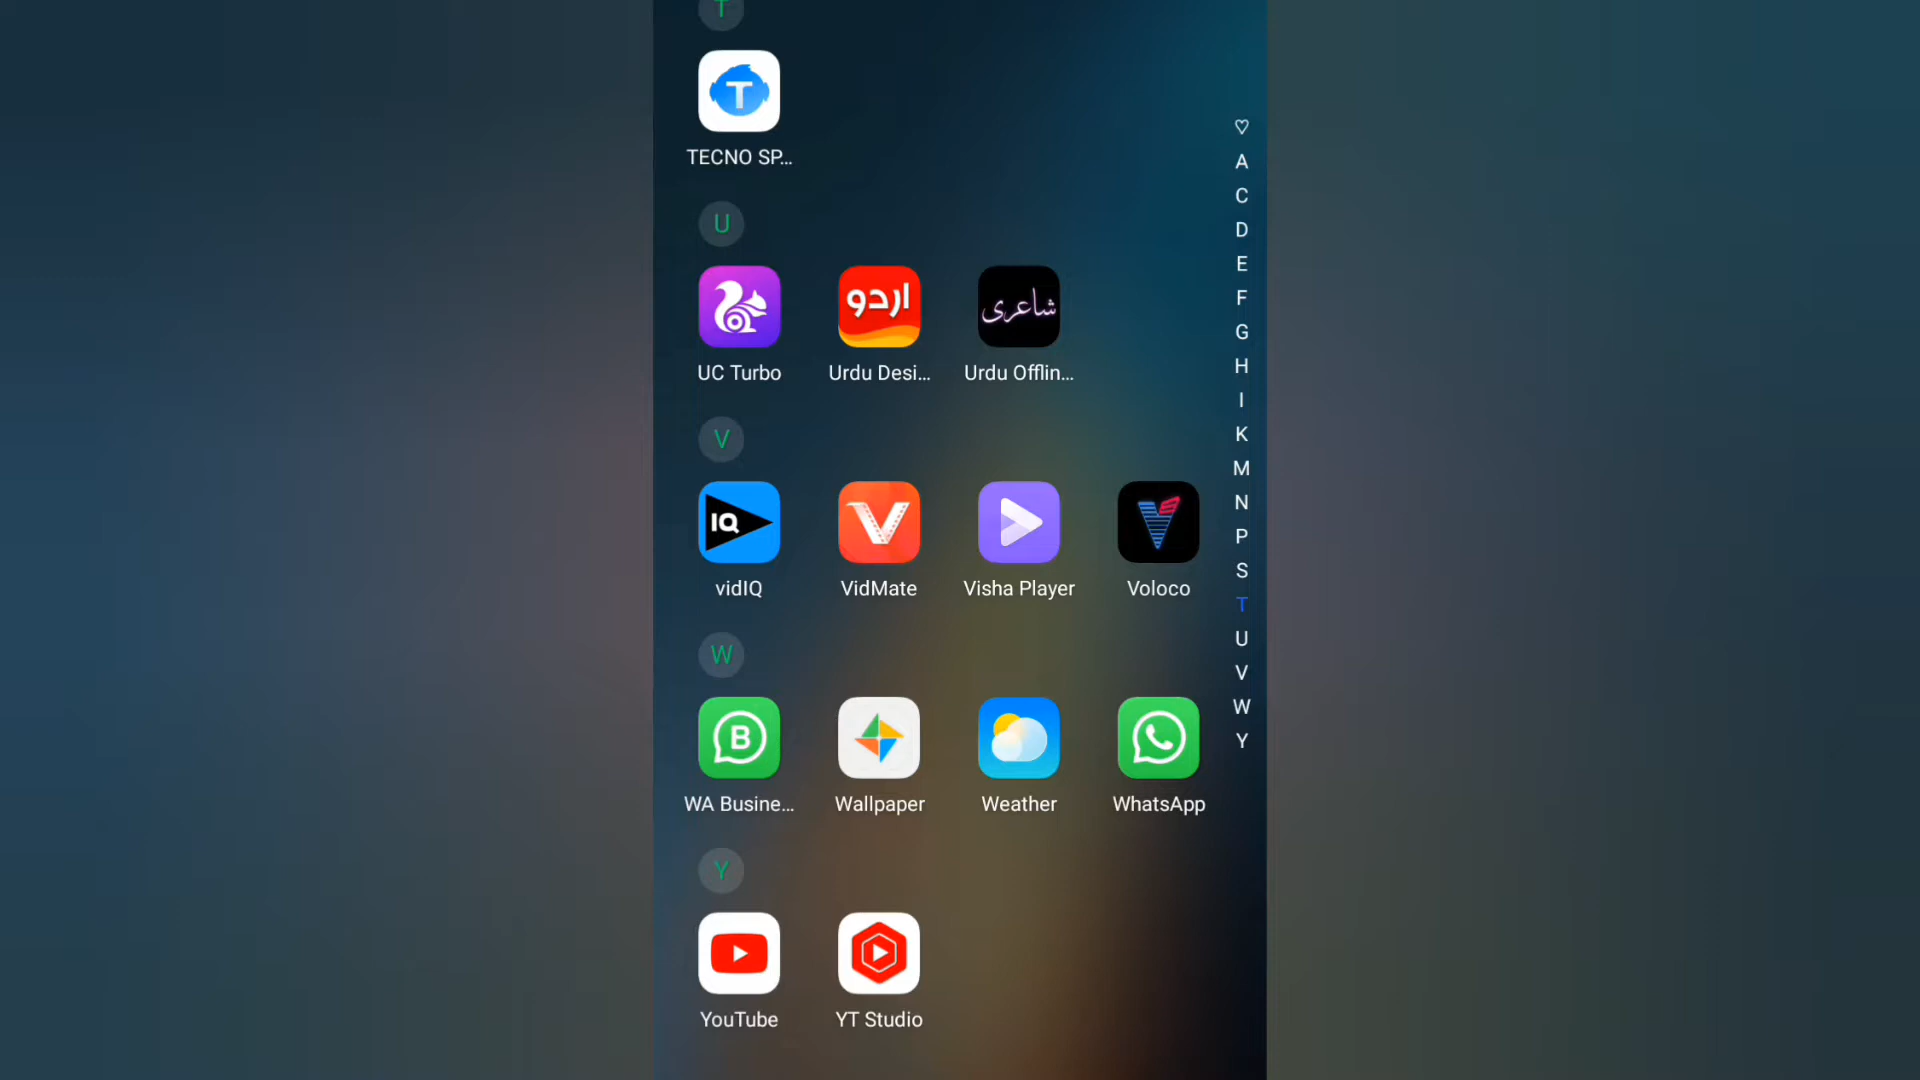 T
T
TECNO SP...
U
اردو
شاعری
UC Turbo
Urdu Desi...
Urdu Offlin...
V
IQ
vidIQ
VidMate
Visha Player
Voloco
W
B
WA Busine...
Wallpaper
Weather
WhatsApp
Y
YouTube
YT Studio
♡
A
C
D
E
F
G
H
I
K
M
N
P
S
T
U
V
W
Y